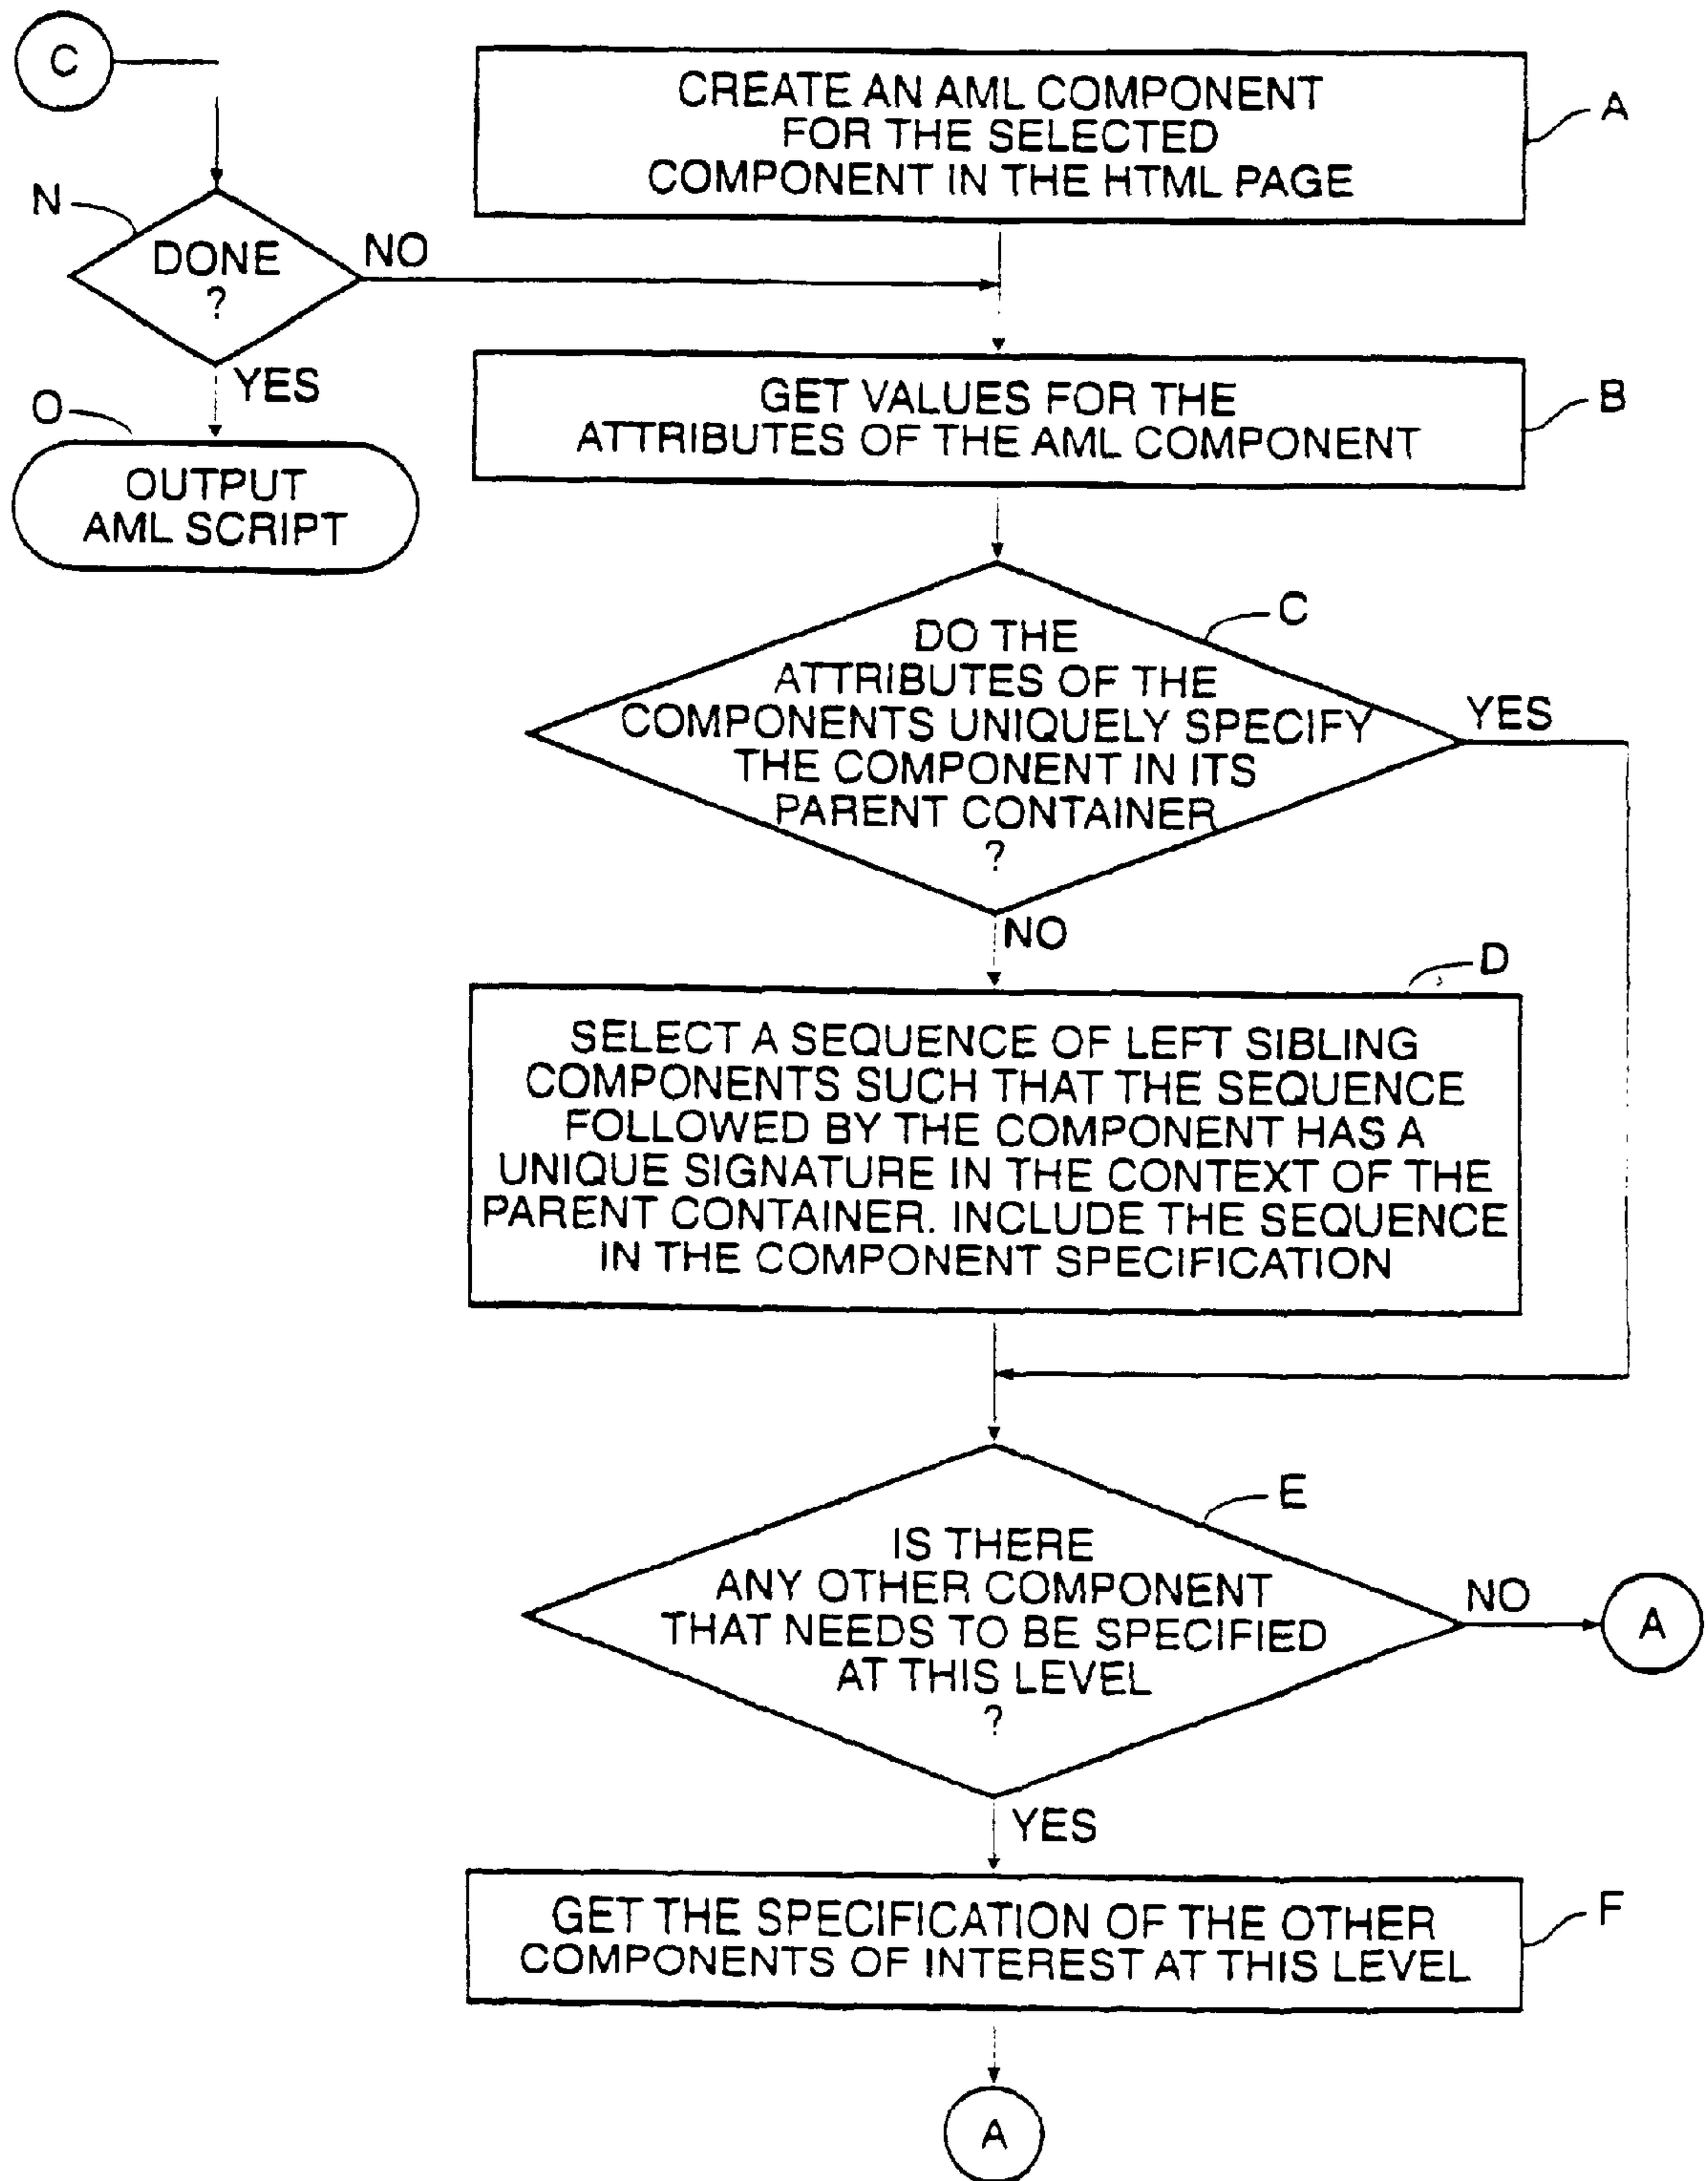 C
CREATE AN AML COMPONENT
FOR THE SELECTED
COMPONENT IN THE HTML PAGE
A
N
DONE
?
NO
YES
O
OUTPUT
AML SCRIPT
GET VALUES FOR THE
ATTRIBUTES OF THE AML COMPONENT
B
C
DO THE
ATTRIBUTES OF THE
COMPONENTS UNIQUELY SPECIFY
THE COMPONENT IN ITS
PARENT CONTAINER
?
YES
NO
D
SELECT A SEQUENCE OF LEFT SIBLING
COMPONENTS SUCH THAT THE SEQUENCE
FOLLOWED BY THE COMPONENT HAS A
UNIQUE SIGNATURE IN THE CONTEXT OF THE
PARENT CONTAINER. INCLUDE THE SEQUENCE
IN THE COMPONENT SPECIFICATION
E
IS THERE
ANY OTHER COMPONENT
THAT NEEDS TO BE SPECIFIED
AT THIS LEVEL
?
NO
A
YES
GET THE SPECIFICATION OF THE OTHER
COMPONENTS OF INTEREST AT THIS LEVEL
F
A